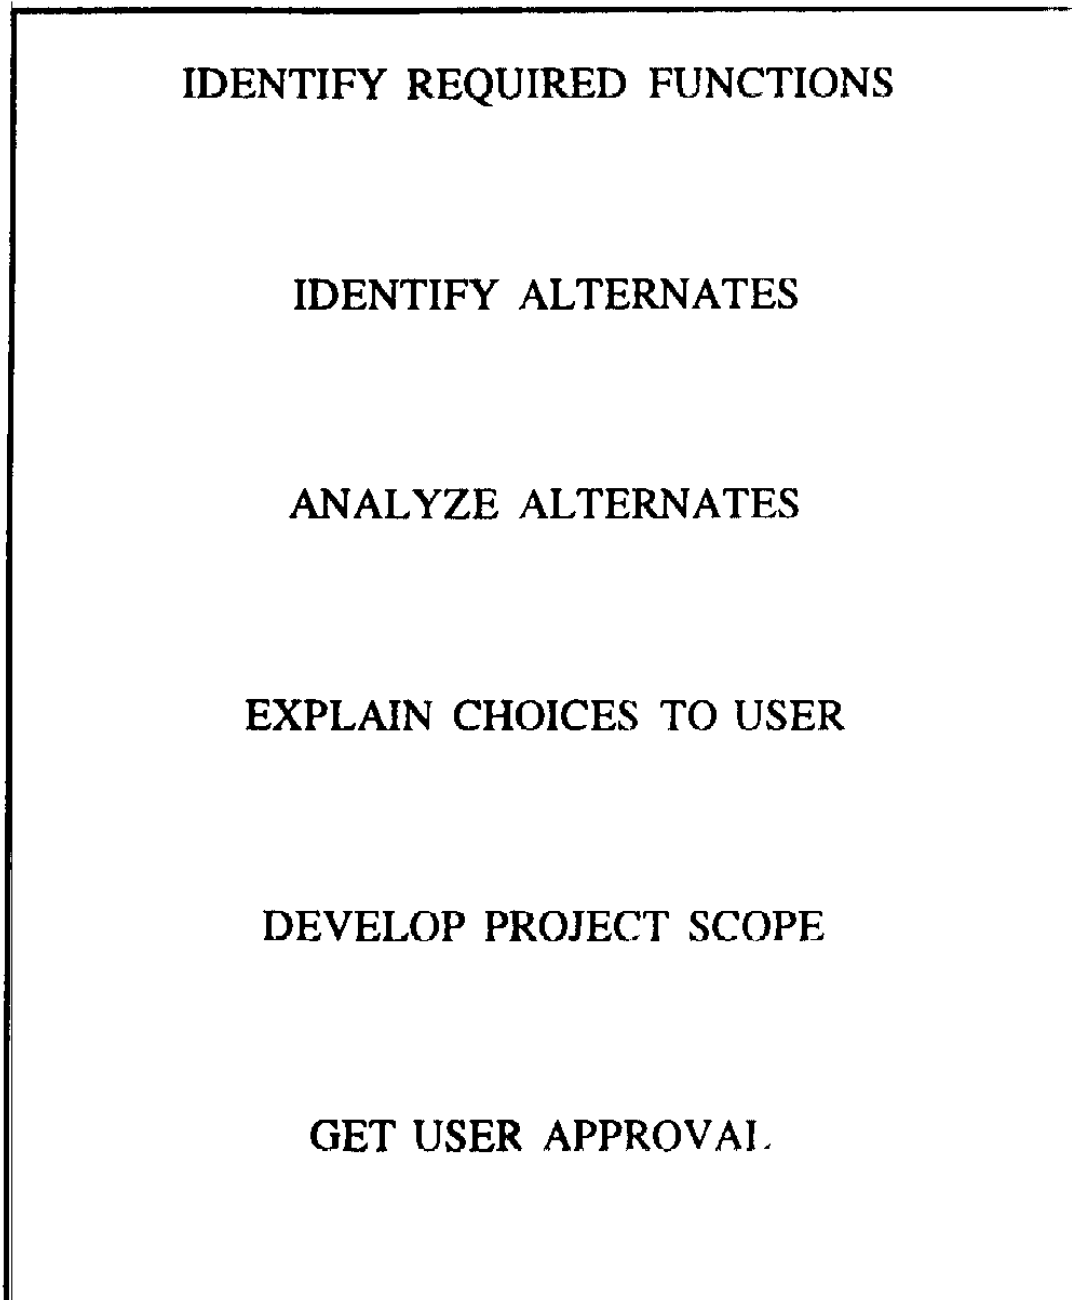 IDENTIFY REQUIRED FUNCTIONS
IDENTIFY ALTERNATES
ANALYZE ALTERNATES
EXPLAIN CHOICES TO USER
DEVELOP PROJECT SCOPE
GET USER APPROVAL